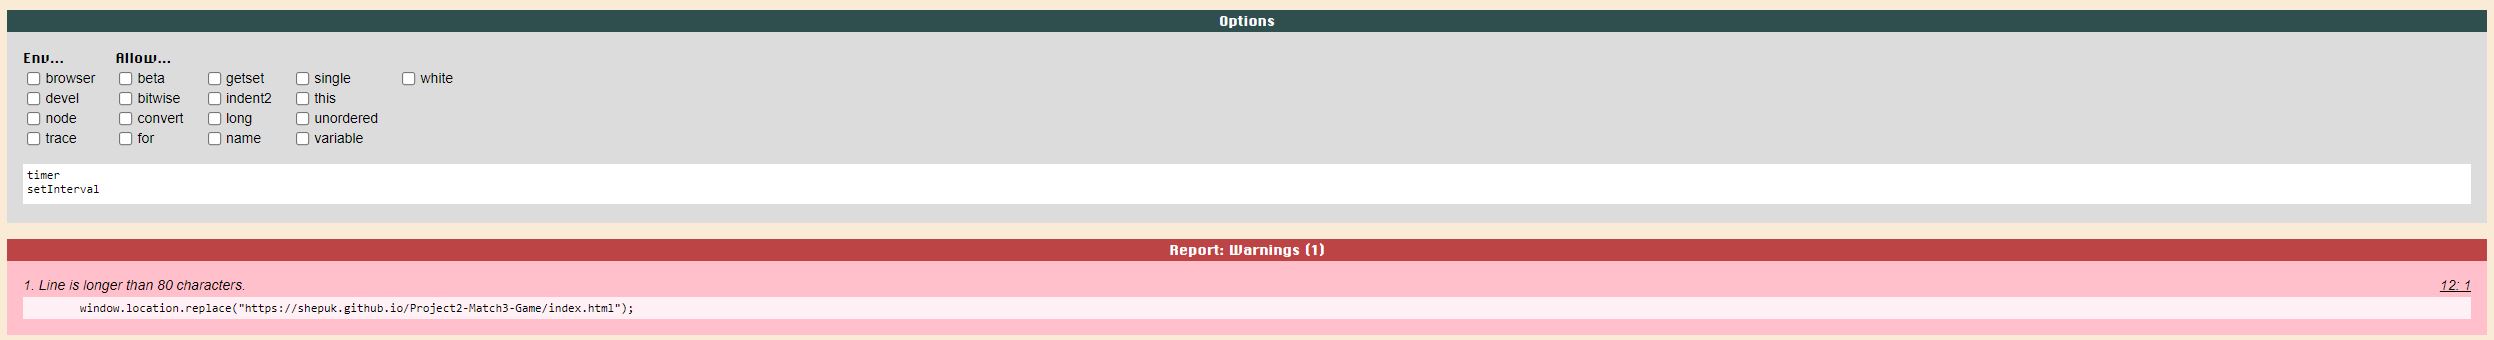 Options
Env... Allow...
browser beta getset single white
devel bitwise indent2 this
node convert long unordered
trace for name variable
timer
setInterval
Report: Warnings (1)
1. Line is longer than 80 characters. 12: 1
window.location.replace("https://shepuk.github.io/Project2-Match3-Game/index.html");